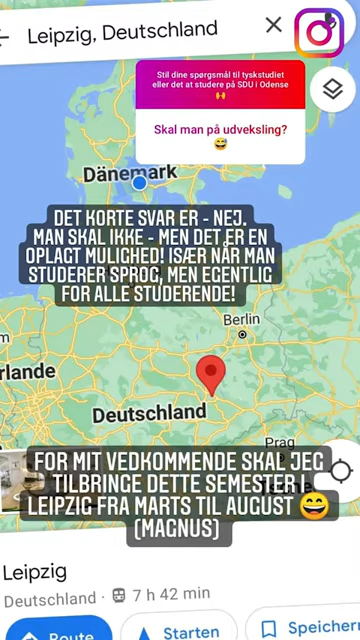 Leipzig, Deutschland
Stil dine spørgsmål til tyskstudiet
eller det at studere på SDU i Odense
🙌
Skal man på udveksling?
😅
Dänemark
DET KORTE SVAR ER - NEJ.
MAN SKAL IKKE - MEN DET ER EN
OPLAGT MULIGHED! ISÆR NÅR MAN
STUDERER SPROG, MEN EGENTLIG
FOR ALLE STUDERENDE!
Berlin
rlande
Deutschland
Prag
FOR MIT VEDKOMMENDE SKAL JEG
TILBRINGE DETTE SEMESTER I
LEIPZIG FRA MARTS TIL AUGUST 😄
(MAGNUS)
Leipzig
Deutschland · 7 h 42 min
Route
Starten
Speichern